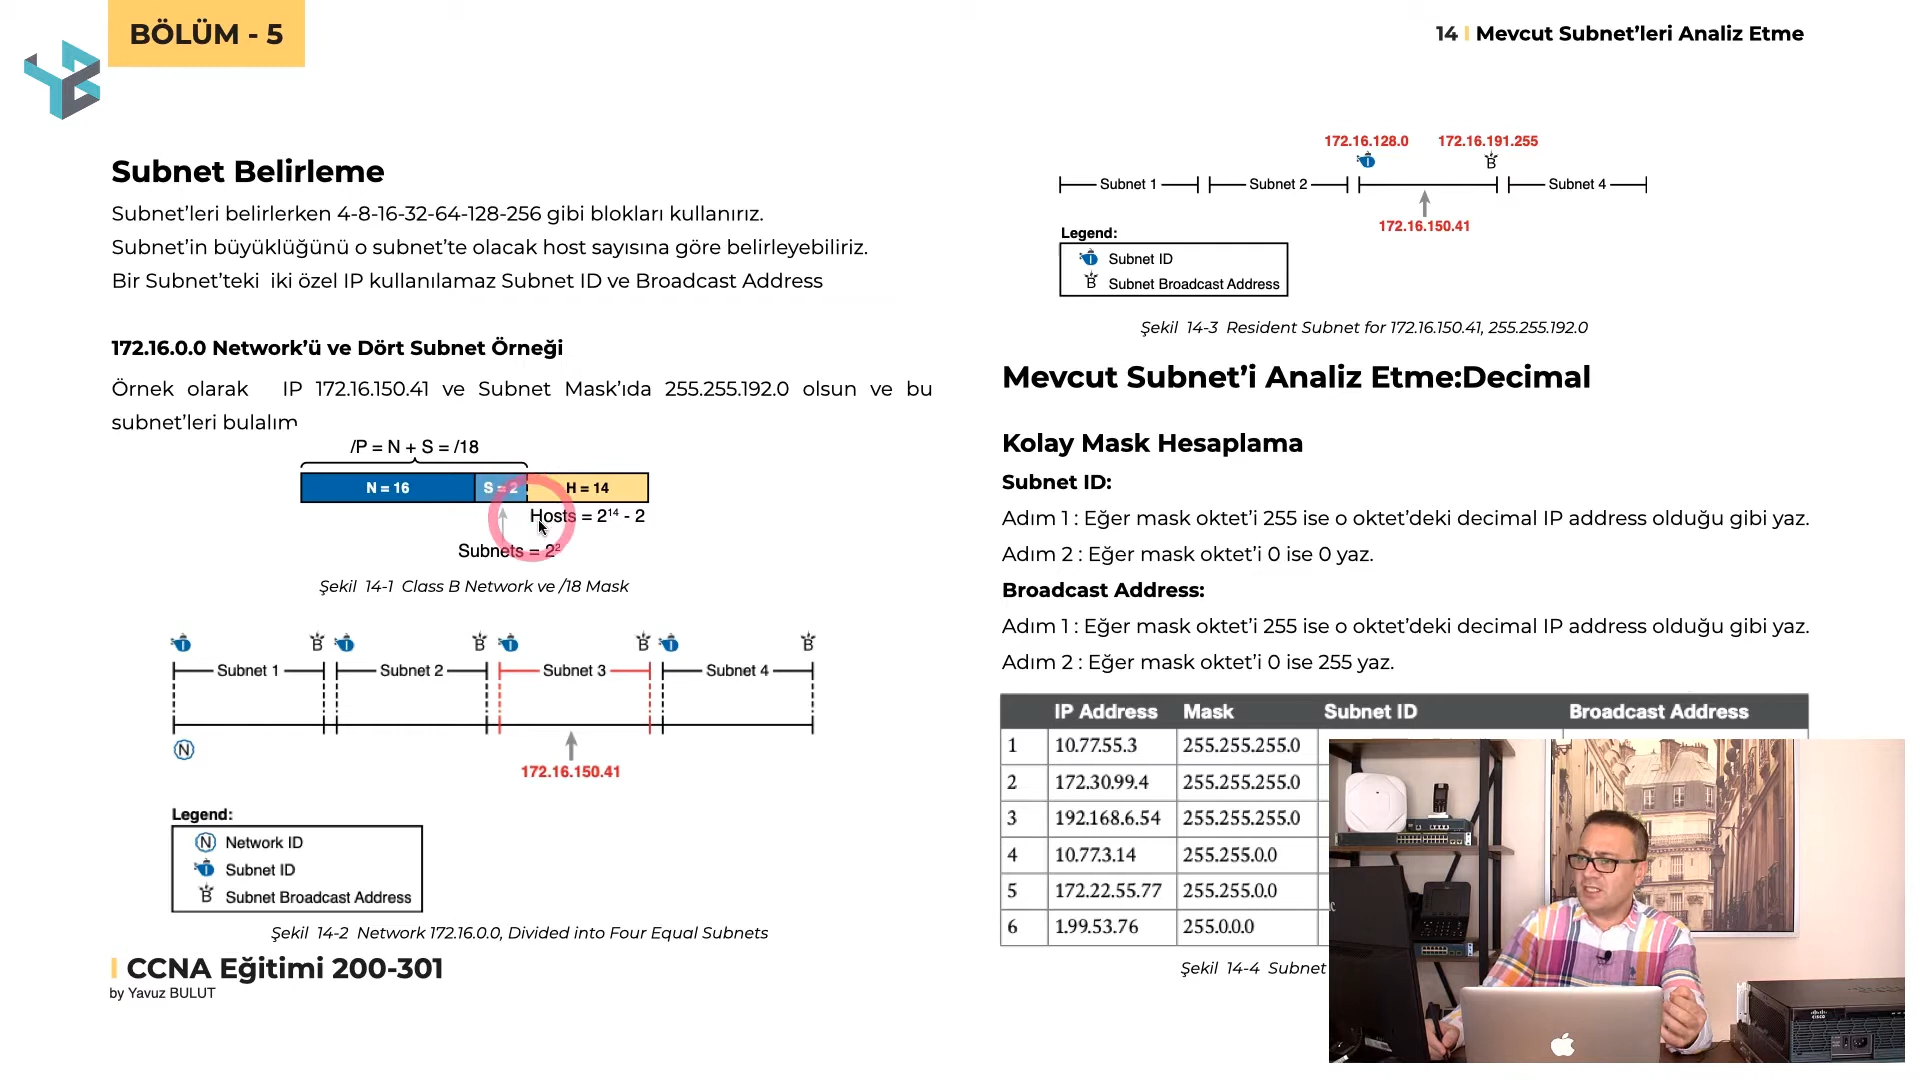 BÖLÜM - 5
14 | Mevcut Subnet'leri Analiz Etme
Subnet Belirleme
Subnet'leri belirlerken 4-8-16-32-64-128-256 gibi blokları kullanırız.
Subnet'in büyüklüğünü o subnet'te olacak host sayısına göre belirleyebiliriz.
Bir Subnet'teki iki özel IP kullanılamaz Subnet ID ve Broadcast Address
172.16.0.0 Network'ü ve Dört Subnet Örneği
Örnek olarak IP 172.16.150.41 ve Subnet Mask'ıda 255.255.192.0 olsun ve bu
subnet'leri bulalım
/P = N + S = /18
N = 16 S = 2 H = 14
Hosts = 2¹⁴ - 2
Subnets = 2²
Şekil 14-1 Class B Network ve /18 Mask
B B B B
Subnet 1 Subnet 2 Subnet 3 Subnet 4
N
172.16.150.41
Legend:
N Network ID
I Subnet ID
B Subnet Broadcast Address
Şekil 14-2 Network 172.16.0.0, Divided into Four Equal Subnets
CCNA Eğitimi 200-301
by Yavuz BULUT
172.16.128.0 172.16.191.255
I B
Subnet 1 Subnet 2 Subnet 4
172.16.150.41
Legend:
I Subnet ID
B Subnet Broadcast Address
Şekil 14-3 Resident Subnet for 172.16.150.41, 255.255.192.0
Mevcut Subnet'i Analiz Etme:Decimal
Kolay Mask Hesaplama
Subnet ID:
Adım 1 : Eğer mask oktet'i 255 ise o oktet'deki decimal IP address olduğu gibi yaz.
Adım 2 : Eğer mask oktet'i 0 ise 0 yaz.
Broadcast Address:
Adım 1 : Eğer mask oktet'i 255 ise o oktet'deki decimal IP address olduğu gibi yaz.
Adım 2 : Eğer mask oktet'i 0 ise 255 yaz.
IP Address Mask Subnet ID Broadcast Address
1 10.77.55.3 255.255.255.0
2 172.30.99.4 255.255.255.0
3 192.168.6.54 255.255.255.0
4 10.77.3.14 255.255.0.0
5 172.22.55.77 255.255.0.0
6 1.99.53.76 255.0.0.0
Şekil 14-4 Subnet